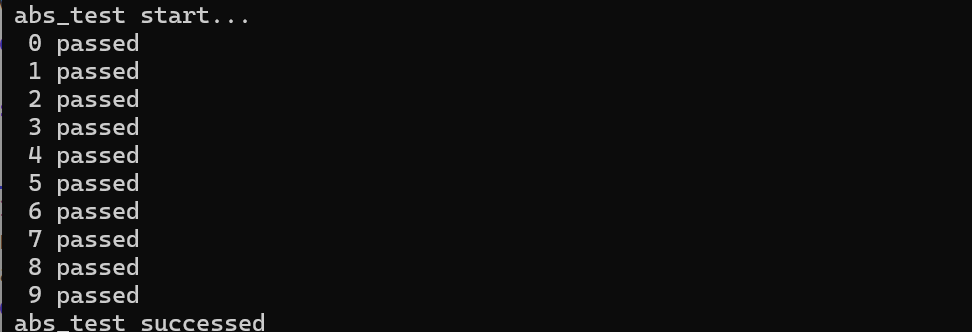 abs_test start...
0 passed
1 passed
2 passed
3 passed
4 passed
5 passed
6 passed
7 passed
8 passed
9 passed
abs_test successed